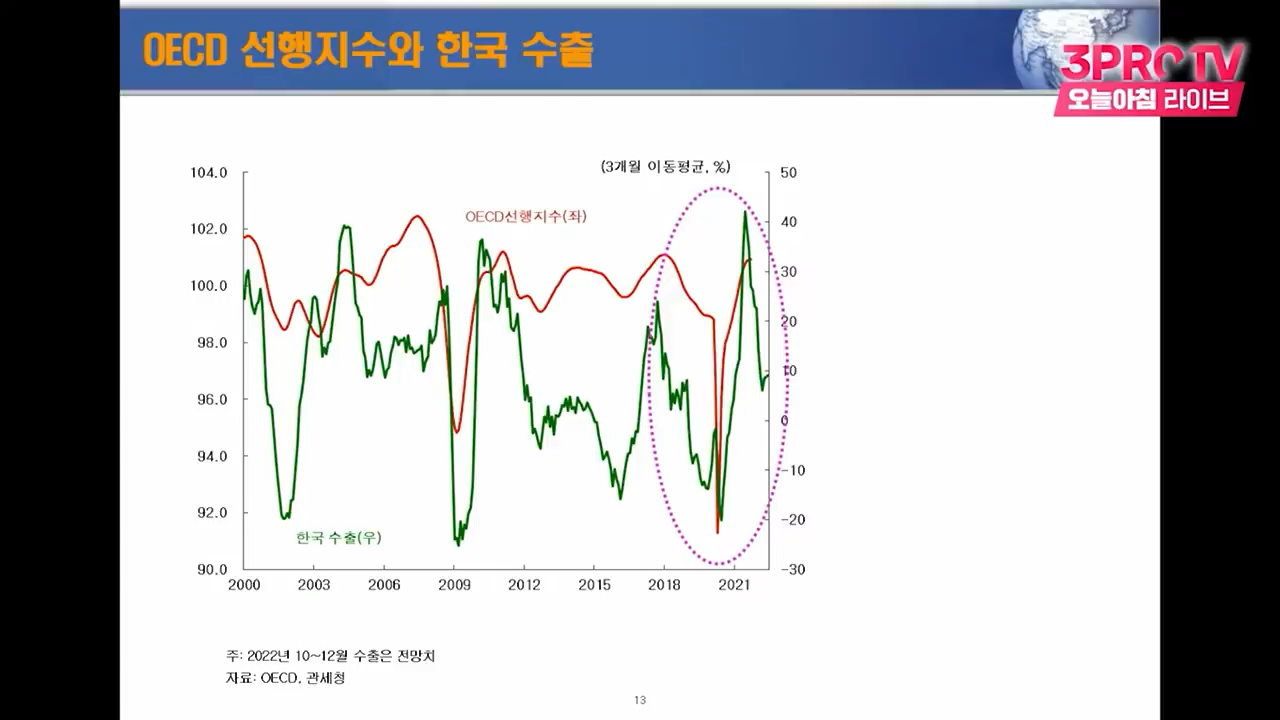 OECD 선행지수와 한국 수출
3PROTV
오늘아침 라이브
(3개월 이동평균, %)
104.0
102.0
100.0
98.0
96.0
94.0
92.0
90.0
50
40
30
20
10
0
-10
-20
-30
OECD선행지수(좌)
한국 수출(우)
2000 2003 2006 2009 2012 2015 2018 2021
주: 2022년 10~12월 수출은 전망치
자료: OECD, 관세청
13